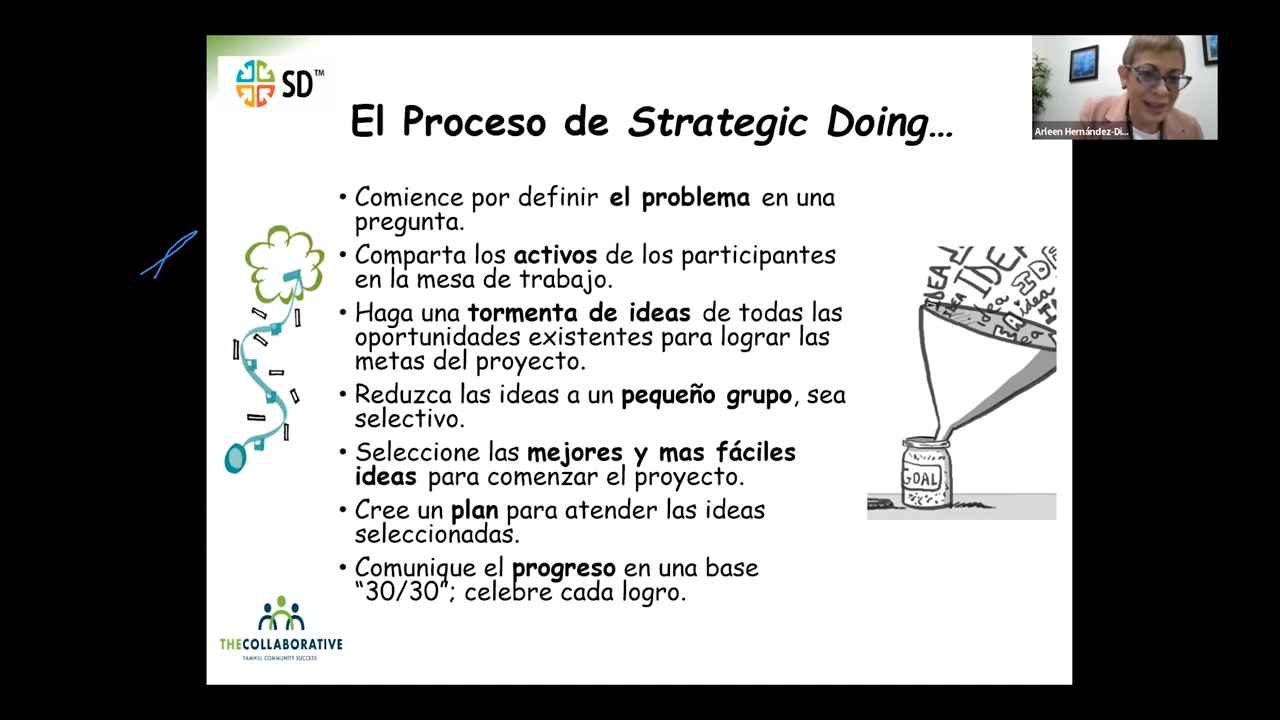 SD™
El Proceso de Strategic Doing...
Arleen Hernández-Di...
• Comience por definir el problema en una
pregunta.
• Comparta los activos de los participantes
en la mesa de trabajo.
• Haga una tormenta de ideas de todas las
oportunidades existentes para lograr las
metas del proyecto.
• Reduzca las ideas a un pequeño grupo, sea
selectivo.
• Seleccione las mejores y mas fáciles
ideas para comenzar el proyecto.
• Cree un plan para atender las ideas
seleccionadas.
• Comunique el progreso en una base
“30/30”; celebre cada logro.
IDEA
IDEA
idea
GOAL
THECOLLABORATIVE
YAMHILL COMMUNITY SUCCESS